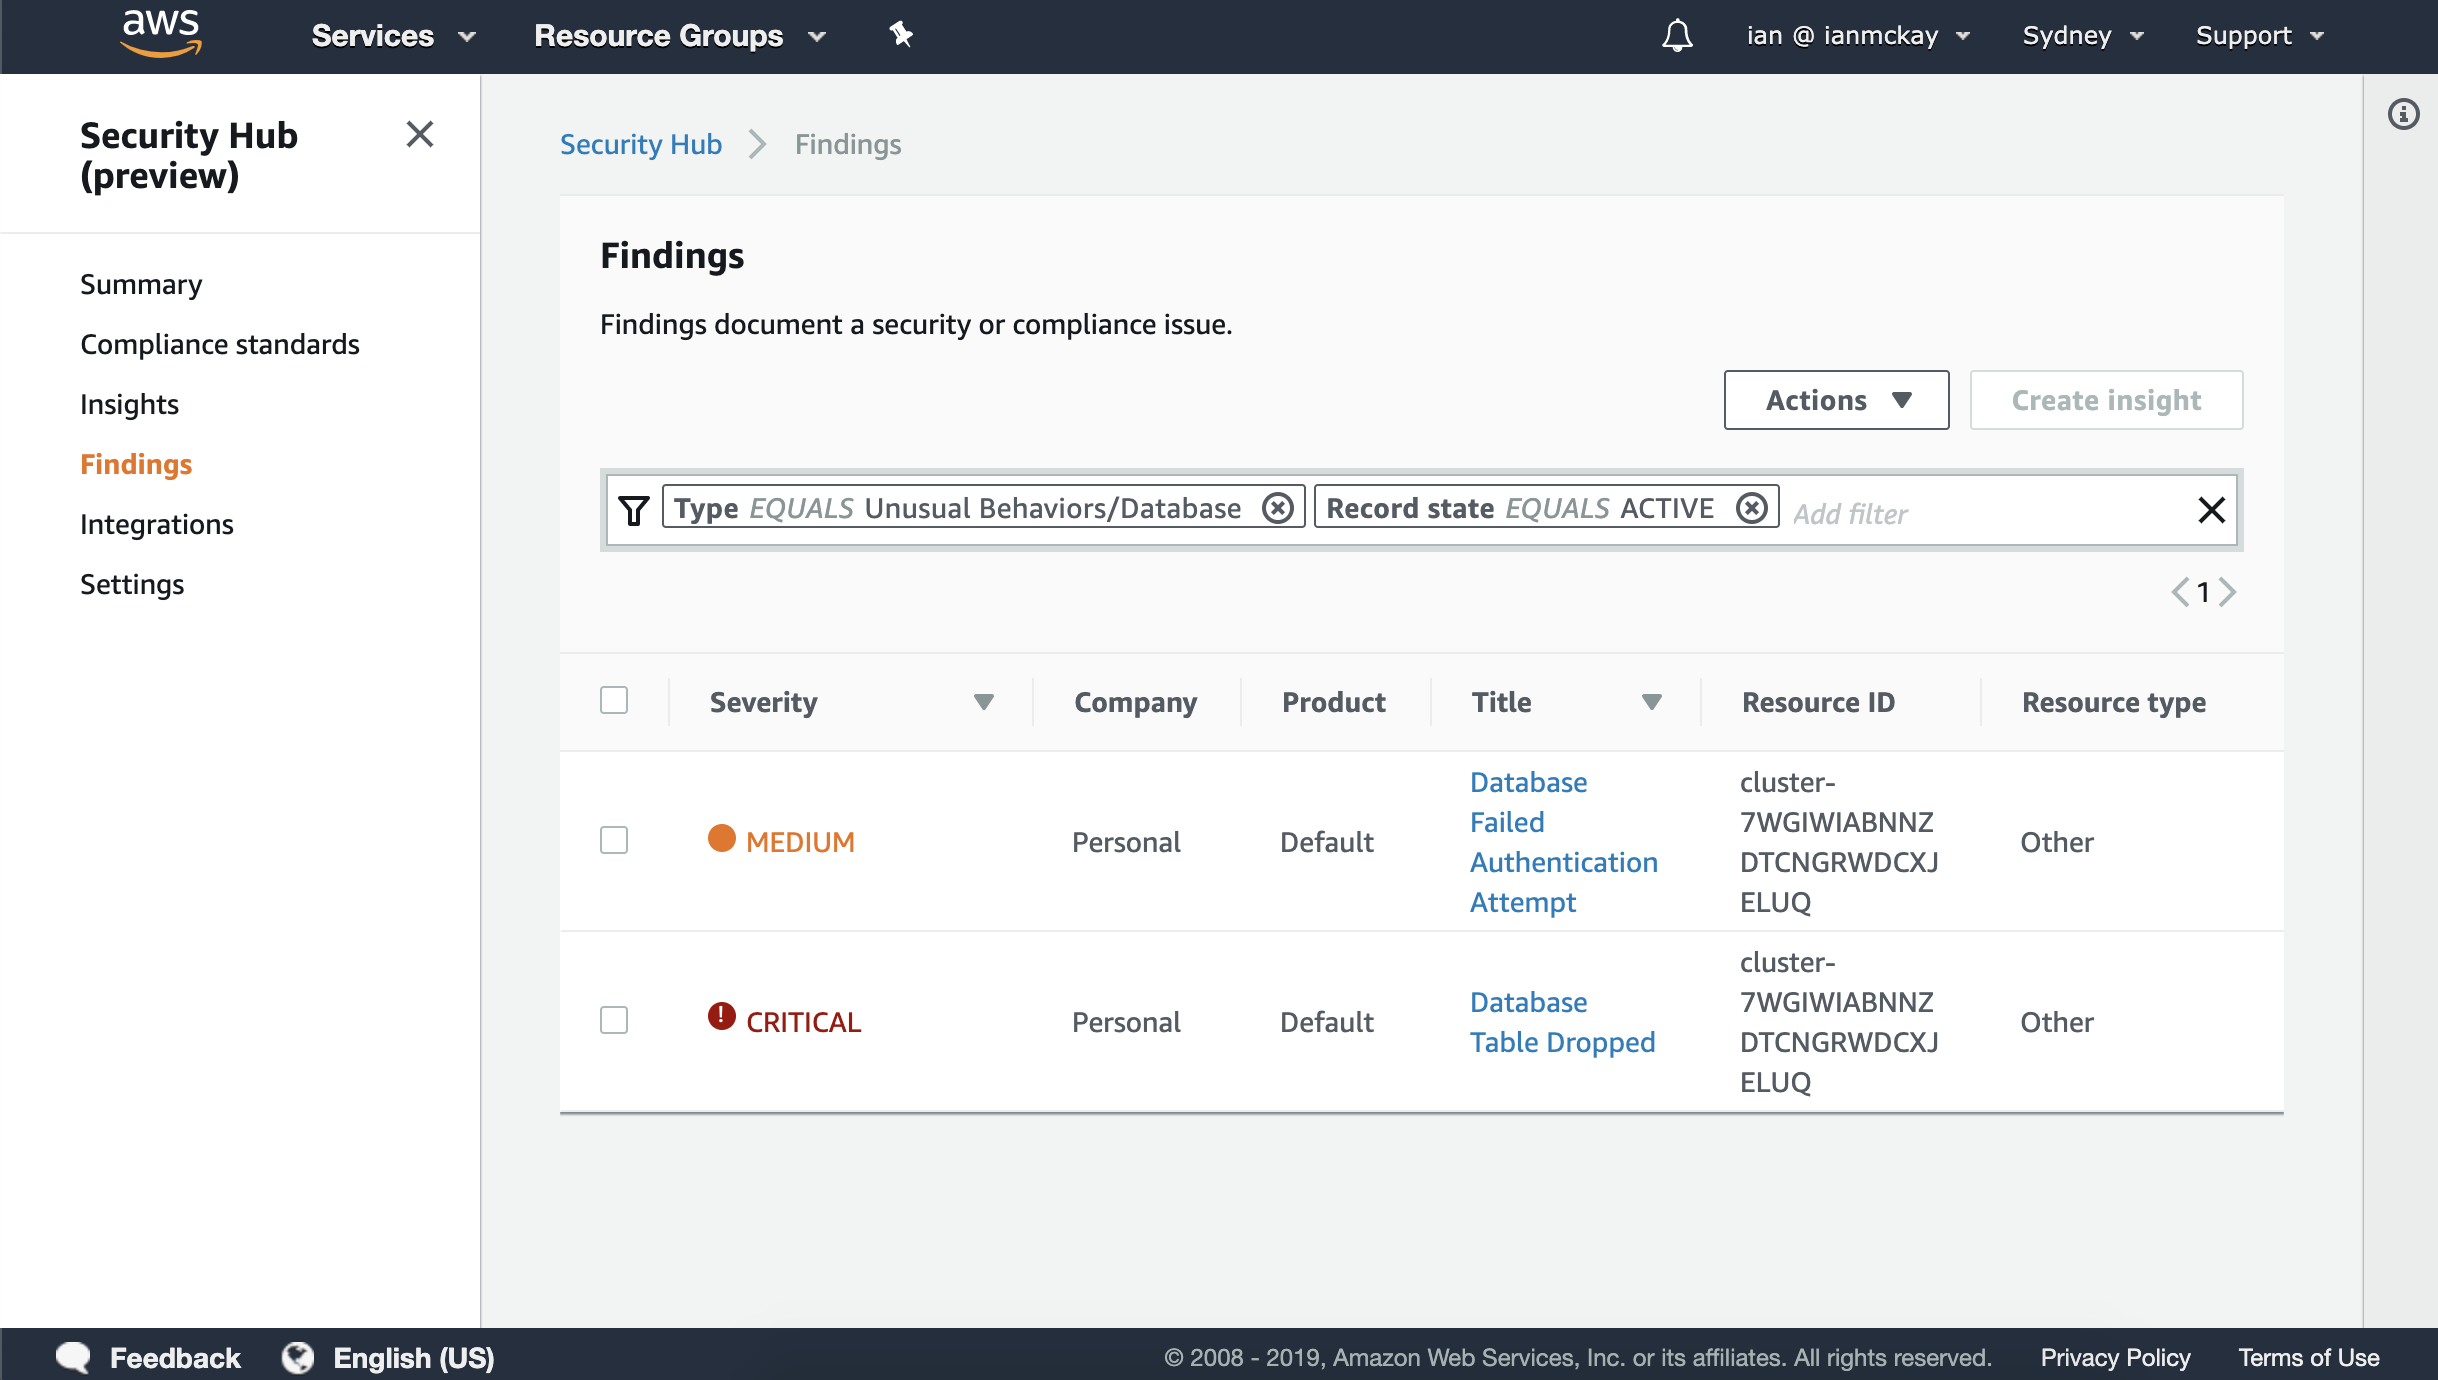 aws Services Resource Groups ian @ ianmckay Sydney Support
Security Hub
(preview)
Summary
Compliance standards
Insights
Findings
Integrations
Settings
Security Hub Findings
Findings
Findings document a security or compliance issue.
Actions Create insight
Type EQUALS Unusual Behaviors/Database Record state EQUALS ACTIVE Add filter
1
Severity Company Product Title Resource ID Resource type
MEDIUM Personal Default Database Failed Authentication Attempt cluster-7WGIWIABNNZDTCNGRWDCXJELUQ Other
CRITICAL Personal Default Database Table Dropped cluster-7WGIWIABNNZDTCNGRWDCXJELUQ Other
Feedback English (US) © 2008 - 2019, Amazon Web Services, Inc. or its affiliates. All rights reserved. Privacy Policy Terms of Use